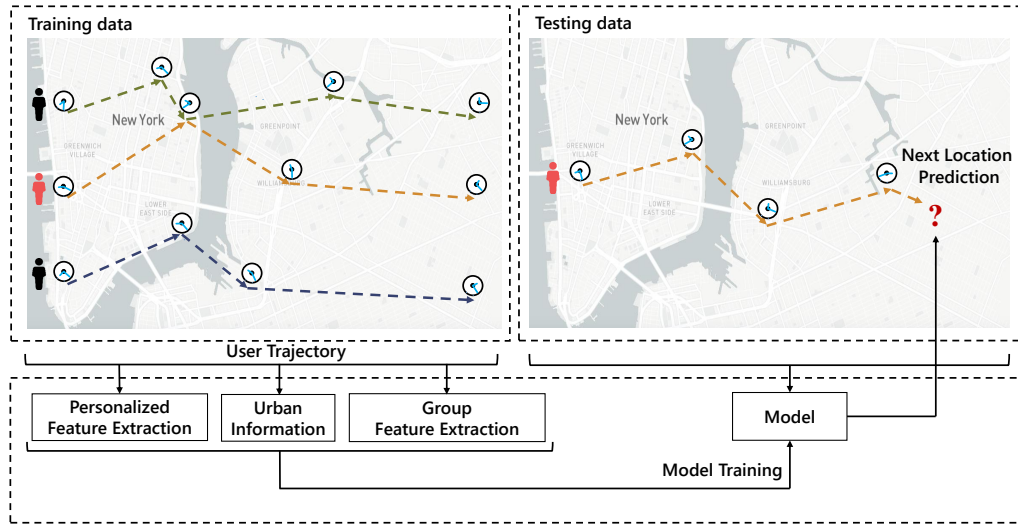 Training data
New York
GREENPOINT
GREENWICH
VILLAGE
WILLIAMSBURG
LOWER
EAST SIDE
Testing data
New York
GREENPOINT
GREENWICH
VILLAGE
WILLIAMSBURG
LOWER
EAST SIDE
Next Location
Prediction
?
User Trajectory
Personalized
Feature Extraction
Urban
Information
Group
Feature Extraction
Model
Model Training